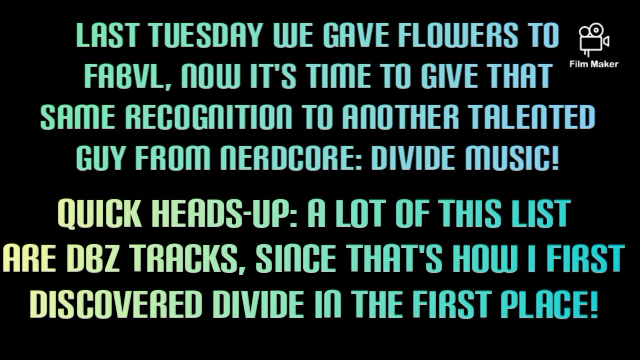 LAST TUESDAY WE GAVE FLOWERS TO
FABVL, NOW IT'S TIME TO GIVE THAT
SAME RECOGNITION TO ANOTHER TALENTED
GUY FROM NERDCORE: DIVIDE MUSIC!
QUICK HEADS-UP: A LOT OF THIS LIST
ARE DBZ TRACKS, SINCE THAT'S HOW I FIRST
DISCOVERED DIVIDE IN THE FIRST PLACE!
Film Maker